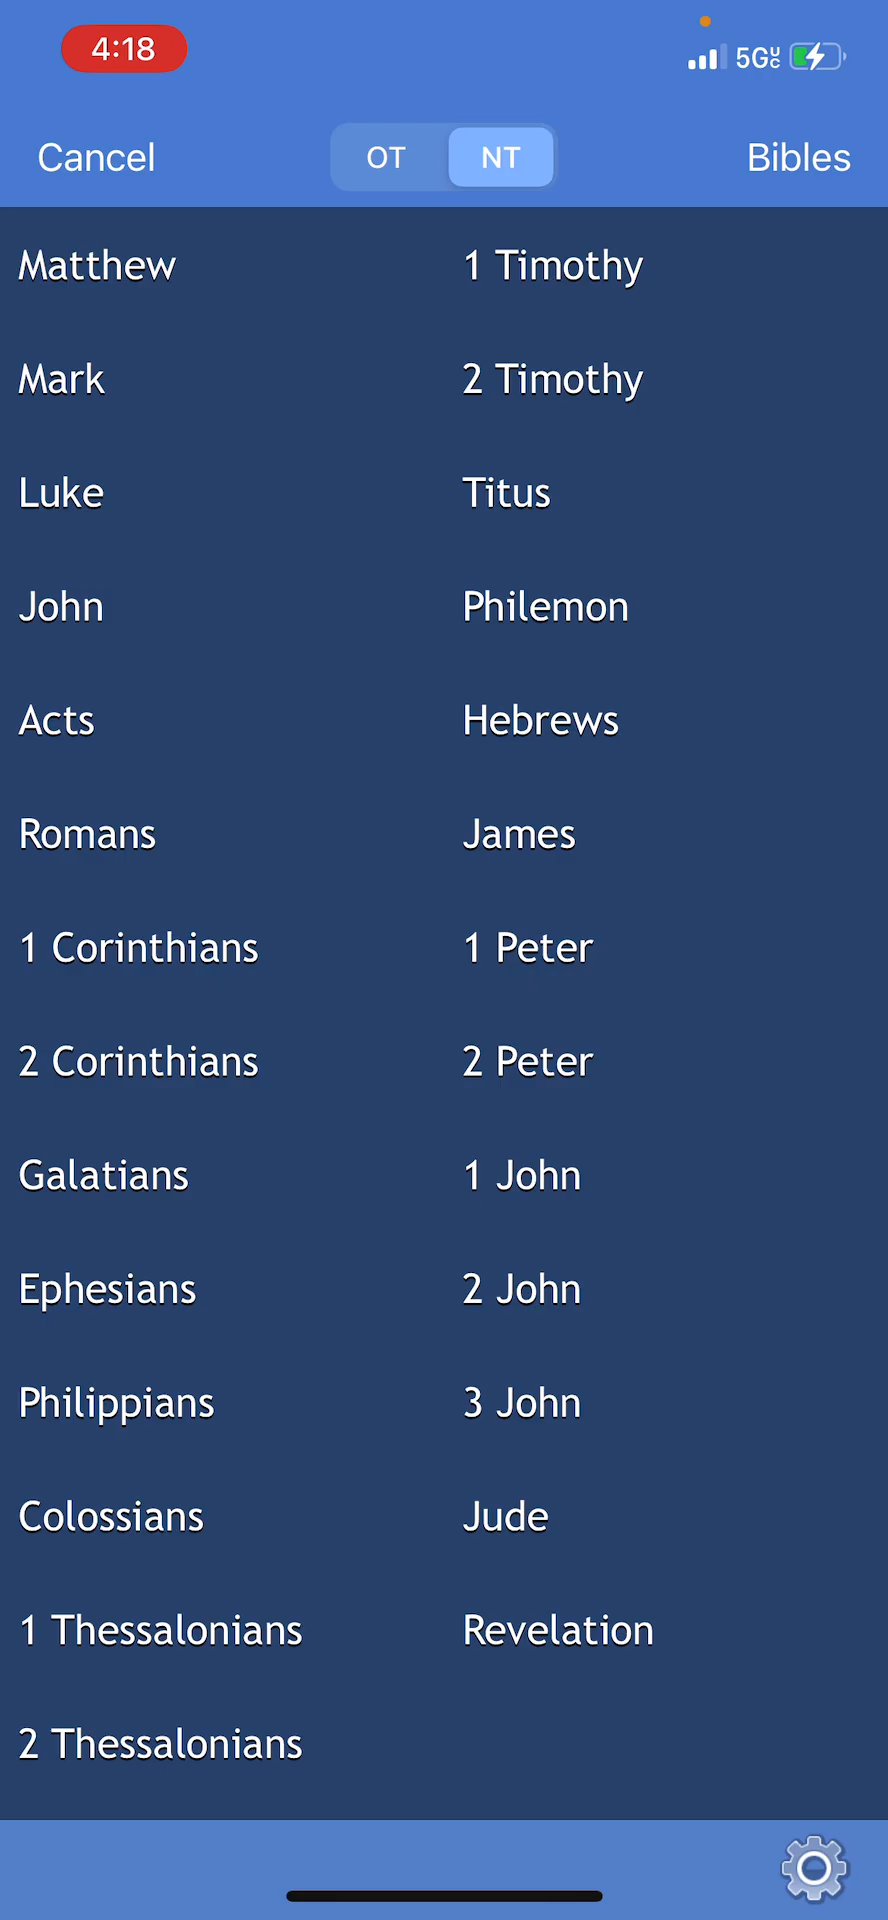 4:18
5G UC
Cancel
OT
NT
Bibles
Matthew
Mark
Luke
John
Acts
Romans
1 Corinthians
2 Corinthians
Galatians
Ephesians
Philippians
Colossians
1 Thessalonians
2 Thessalonians
1 Timothy
2 Timothy
Titus
Philemon
Hebrews
James
1 Peter
2 Peter
1 John
2 John
3 John
Jude
Revelation